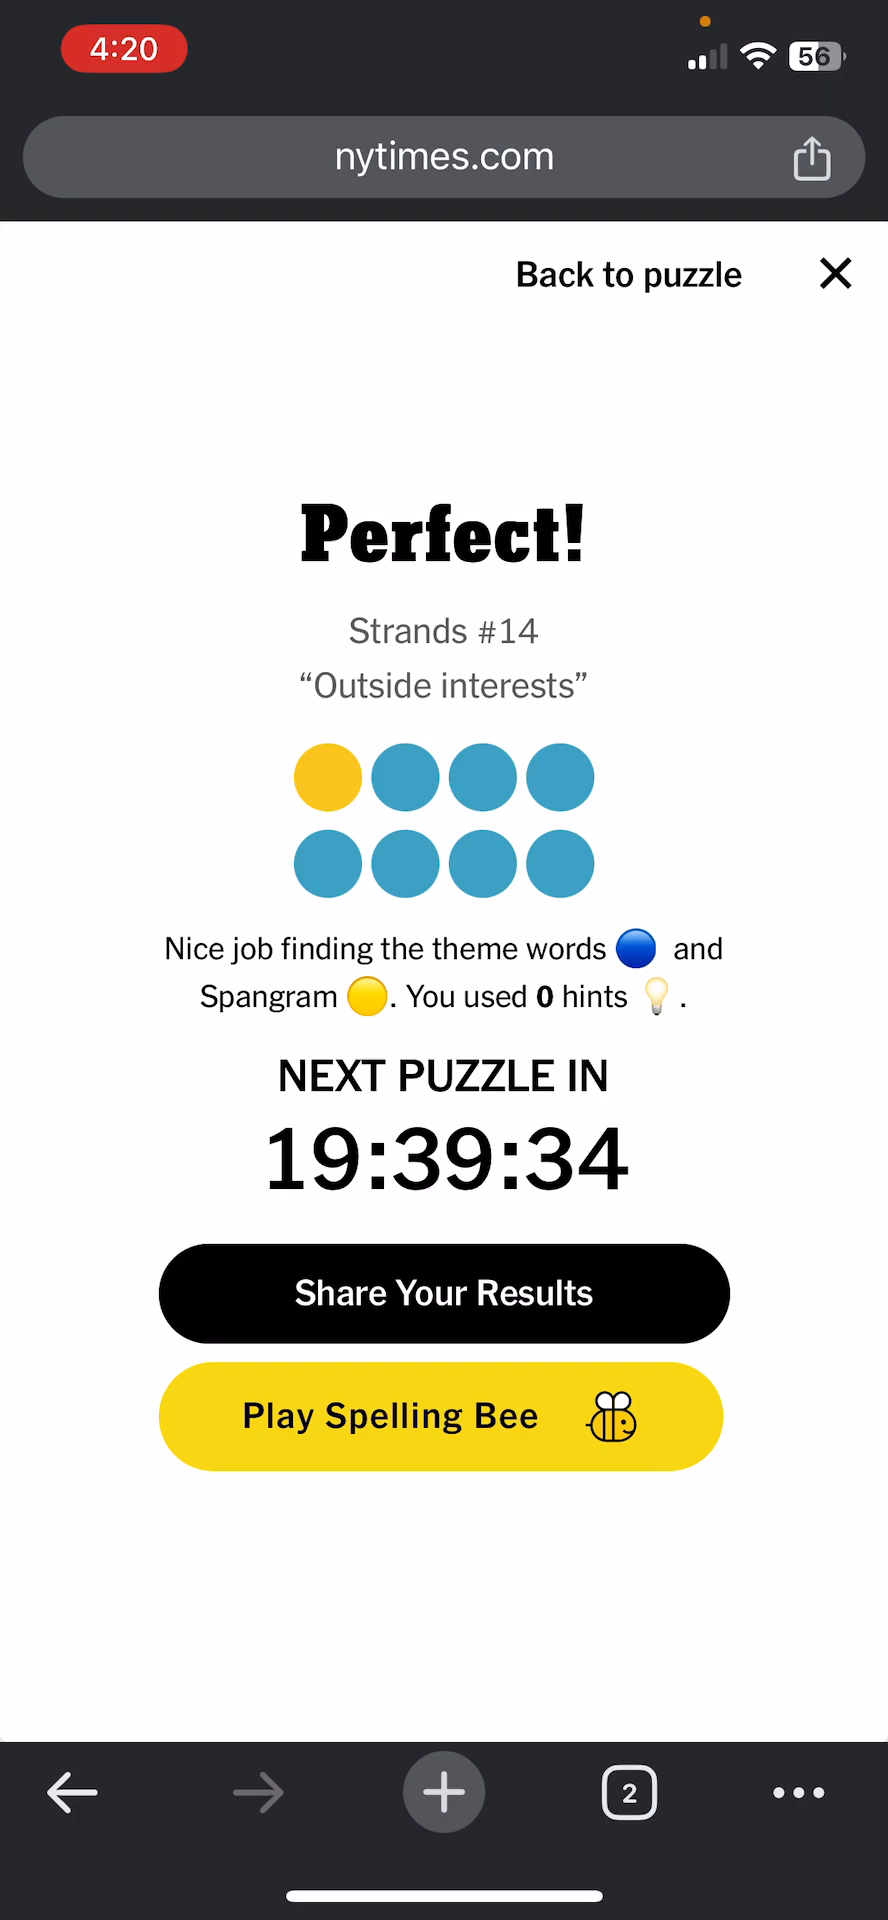 4:20
56
nytimes.com
Back to puzzle
Perfect!
Strands #14
“Outside interests”
Nice job finding the theme words and
Spangram . You used 0 hints .
NEXT PUZZLE IN
19:39:34
Share Your Results
Play Spelling Bee
2